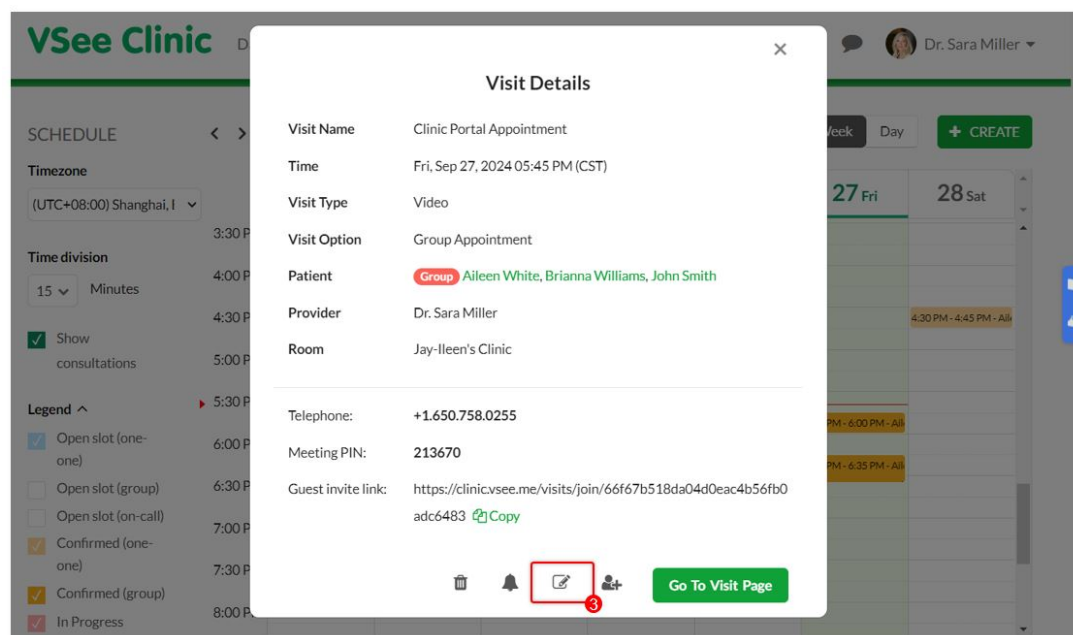 VSee Clinic D
Dr. Sara Miller
×
Visit Details
SCHEDULE
Week Day + CREATE
Visit Name Clinic Portal Appointment
Timezone
Time Fri, Sep 27, 2024 05:45 PM (CST)
(UTC+08:00) Shanghai,
27 Fri 28 Sat
Visit Type Video
3:30 P
Visit Option Group Appointment
Time division
15 Minutes
4:00 P
Patient Group Aileen White, Brianna Williams, John Smith
4:30 P
Provider Dr. Sara Miller
4:30 PM - 4:45 PM - Ail
Show
consultations
Room Jay-Ileen's Clinic
5:00 P
Legend
5:30 P
Telephone: +1.650.758.0255
PM - 6:00 PM - Ail
Open slot (one-
one)
6:00 P
Meeting PIN: 213670
PM - 6:35 PM - Ail
Open slot (group)
6:30 P
Guest invite link: https://clinic.vsee.me/visits/join/66f67b518da04d0eac4b56fb0
adc6483 Copy
Open slot (on-call)
7:00 P
Confirmed (one-
one)
7:30 P
Confirmed (group)
Go To Visit Page
3
8:00 P
In Progress